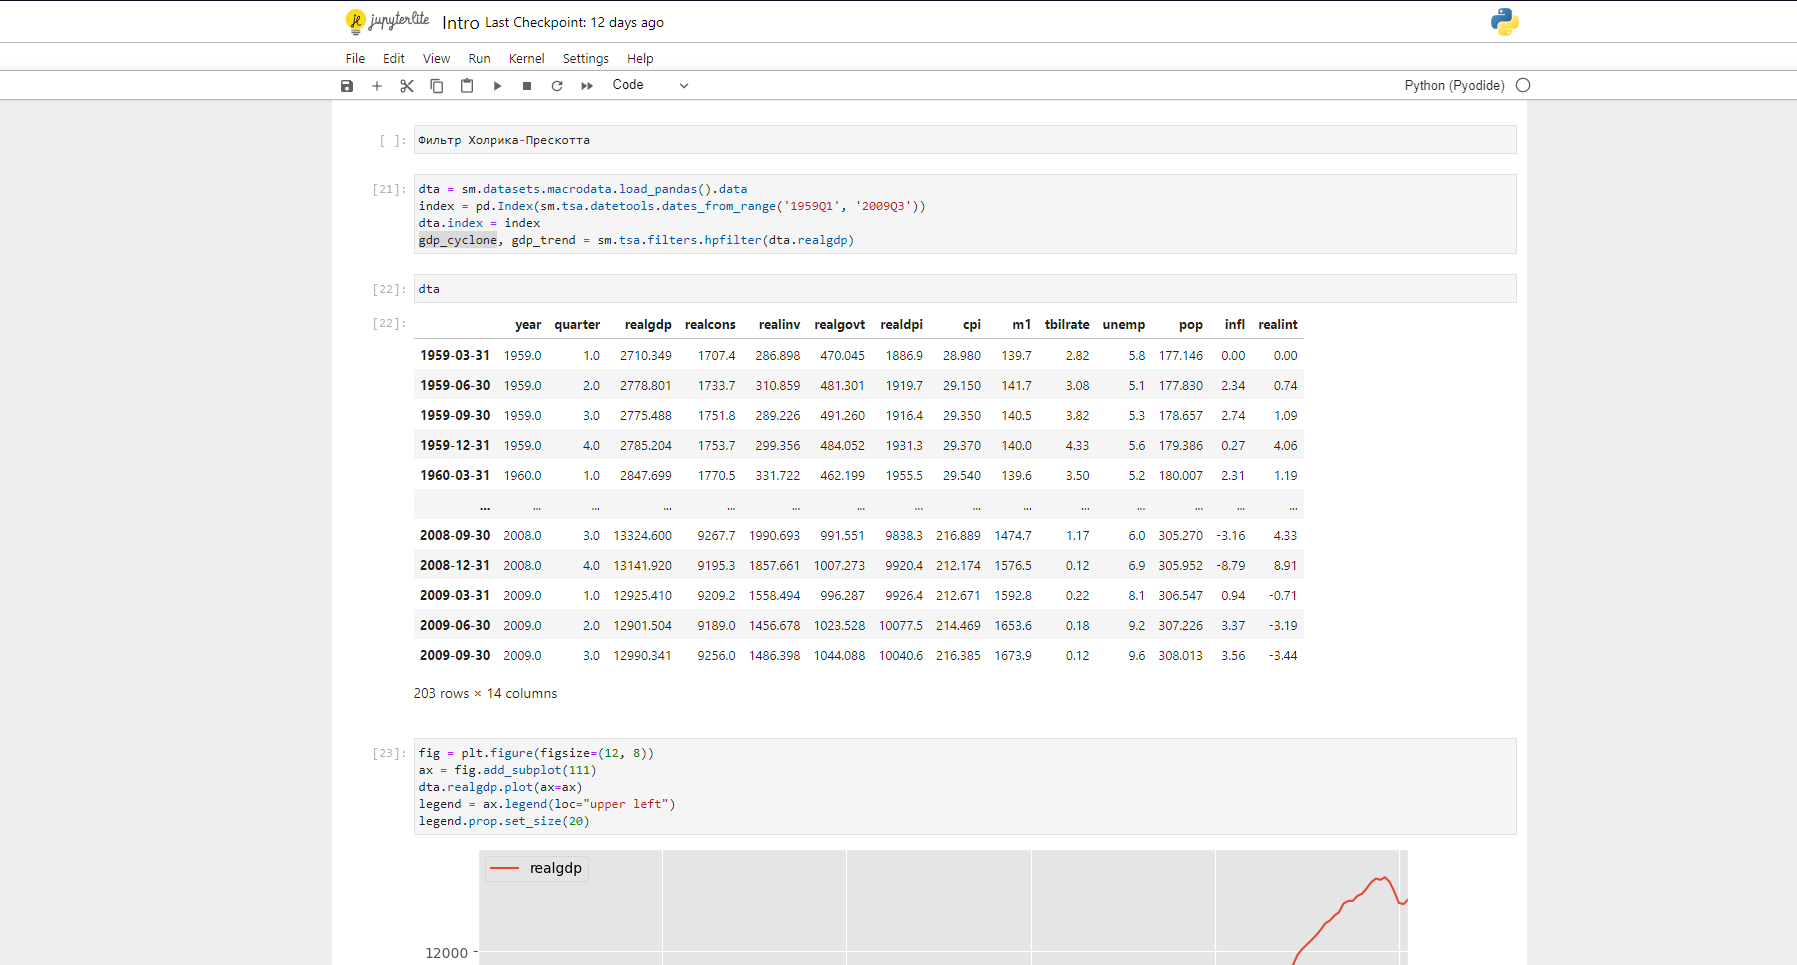 jupyterlite Intro Last Checkpoint: 12 days ago
File Edit View Run Kernel Settings Help
Code Python (Pyodide)
[ ]: Фильтр Холрика-Прескотта
[21]: dta = sm.datasets.macrodata.load_pandas().data
index = pd.Index(sm.tsa.datetools.dates_from_range('1959Q1', '2009Q3'))
dta.index = index
gdp_cyclone, gdp_trend = sm.tsa.filters.hpfilter(dta.realgdp)
[22]: dta
[22]:
year quarter realgdp realcons realinv realgovt realdpi cpi m1 tbilrate unemp pop infl realint
1959-03-31 1959.0 1.0 2710.349 1707.4 286.898 470.045 1886.9 28.980 139.7 2.82 5.8 177.146 0.00 0.00
1959-06-30 1959.0 2.0 2778.801 1733.7 310.859 481.301 1919.7 29.150 141.7 3.08 5.1 177.830 2.34 0.74
1959-09-30 1959.0 3.0 2775.488 1751.8 289.226 491.260 1916.4 29.350 140.5 3.82 5.3 178.657 2.74 1.09
1959-12-31 1959.0 4.0 2785.204 1753.7 299.356 484.052 1931.3 29.370 140.0 4.33 5.6 179.386 0.27 4.06
1960-03-31 1960.0 1.0 2847.699 1770.5 331.722 462.199 1955.5 29.540 139.6 3.50 5.2 180.007 2.31 1.19
... ... ... ... ... ... ... ... ... ... ... ... ... ... ...
2008-09-30 2008.0 3.0 13324.600 9267.7 1990.693 991.551 9838.3 216.889 1474.7 1.17 6.0 305.270 -3.16 4.33
2008-12-31 2008.0 4.0 13141.920 9195.3 1857.661 1007.273 9920.4 212.174 1576.5 0.12 6.9 305.952 -8.79 8.91
2009-03-31 2009.0 1.0 12925.410 9209.2 1558.494 996.287 9926.4 212.671 1592.8 0.22 8.1 306.547 0.94 -0.71
2009-06-30 2009.0 2.0 12901.504 9189.0 1456.678 1023.528 10077.5 214.469 1653.6 0.18 9.2 307.226 3.37 -3.19
2009-09-30 2009.0 3.0 12990.341 9256.0 1486.398 1044.088 10040.6 216.385 1673.9 0.12 9.6 308.013 3.56 -3.44
203 rows × 14 columns
[23]: fig = plt.figure(figsize=(12, 8))
ax = fig.add_subplot(111)
dta.realgdp.plot(ax=ax)
legend = ax.legend(loc="upper left")
legend.prop.set_size(20)
realgdp
12000